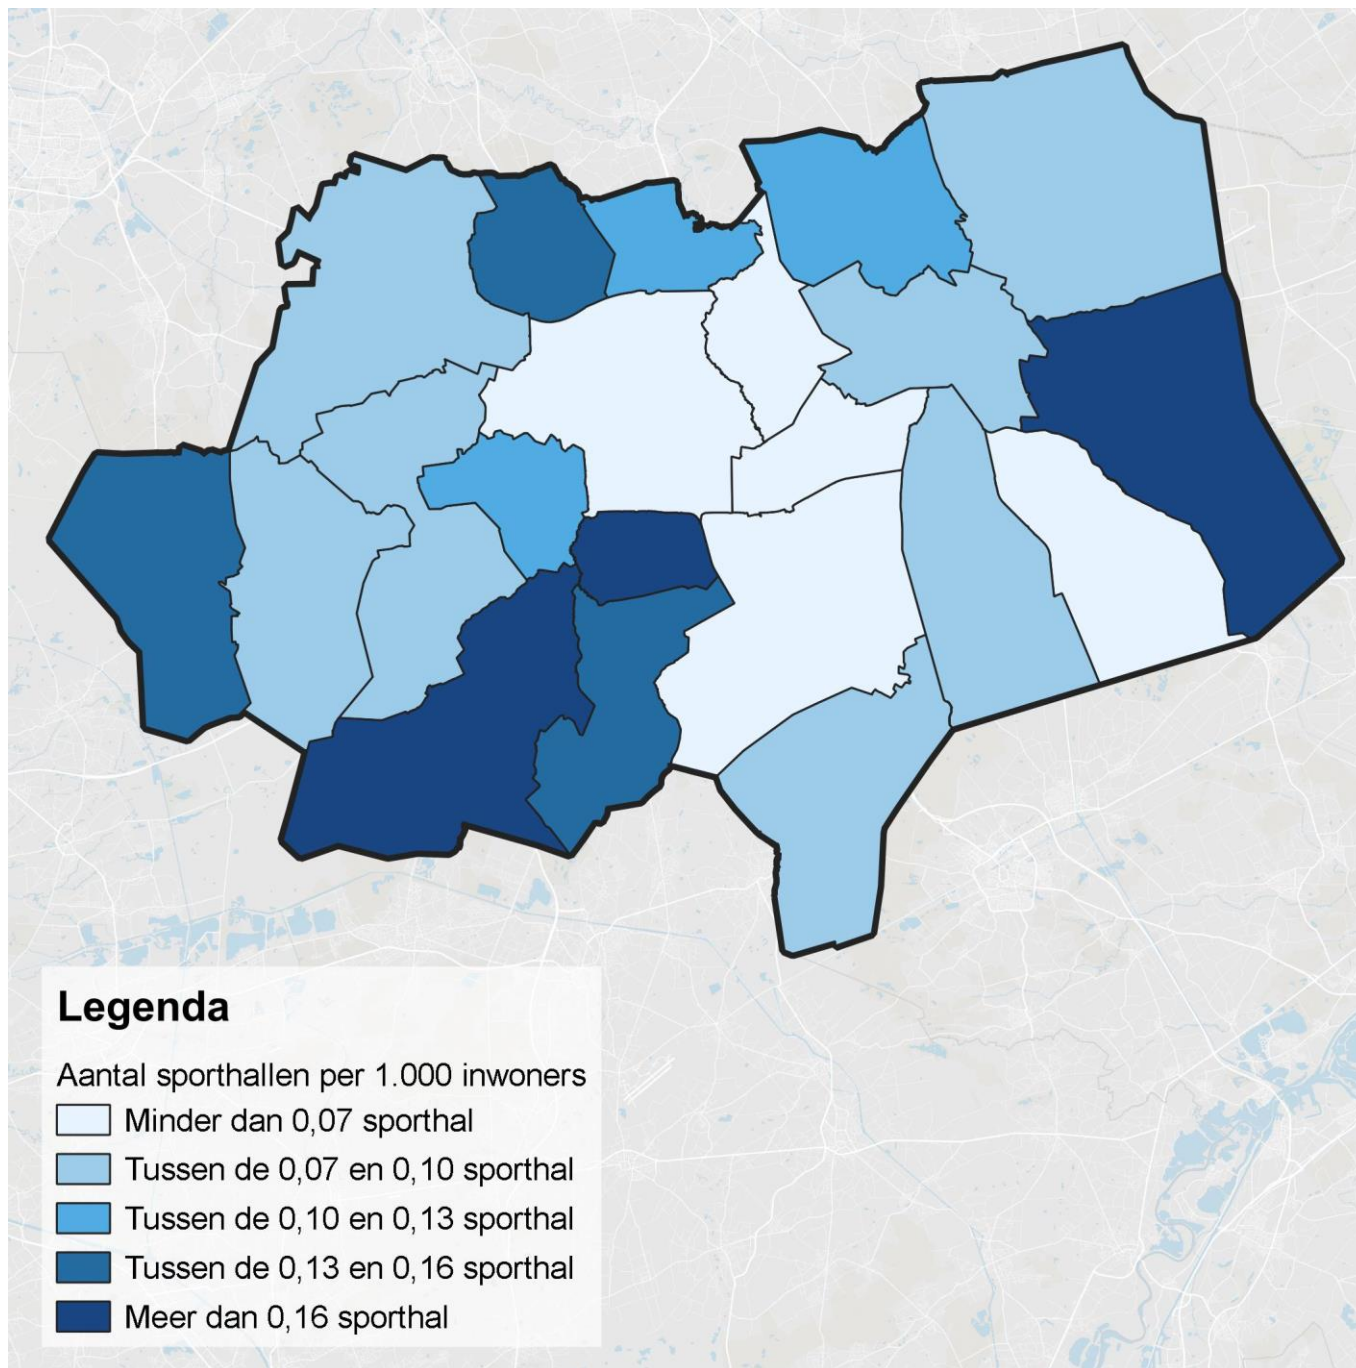 Legenda
Aantal sporthallen per 1.000 inwoners
Minder dan 0,07 sporthal
Tussen de 0,07 en 0,10 sporthal
Tussen de 0,10 en 0,13 sporthal
Tussen de 0,13 en 0,16 sporthal
Meer dan 0,16 sporthal